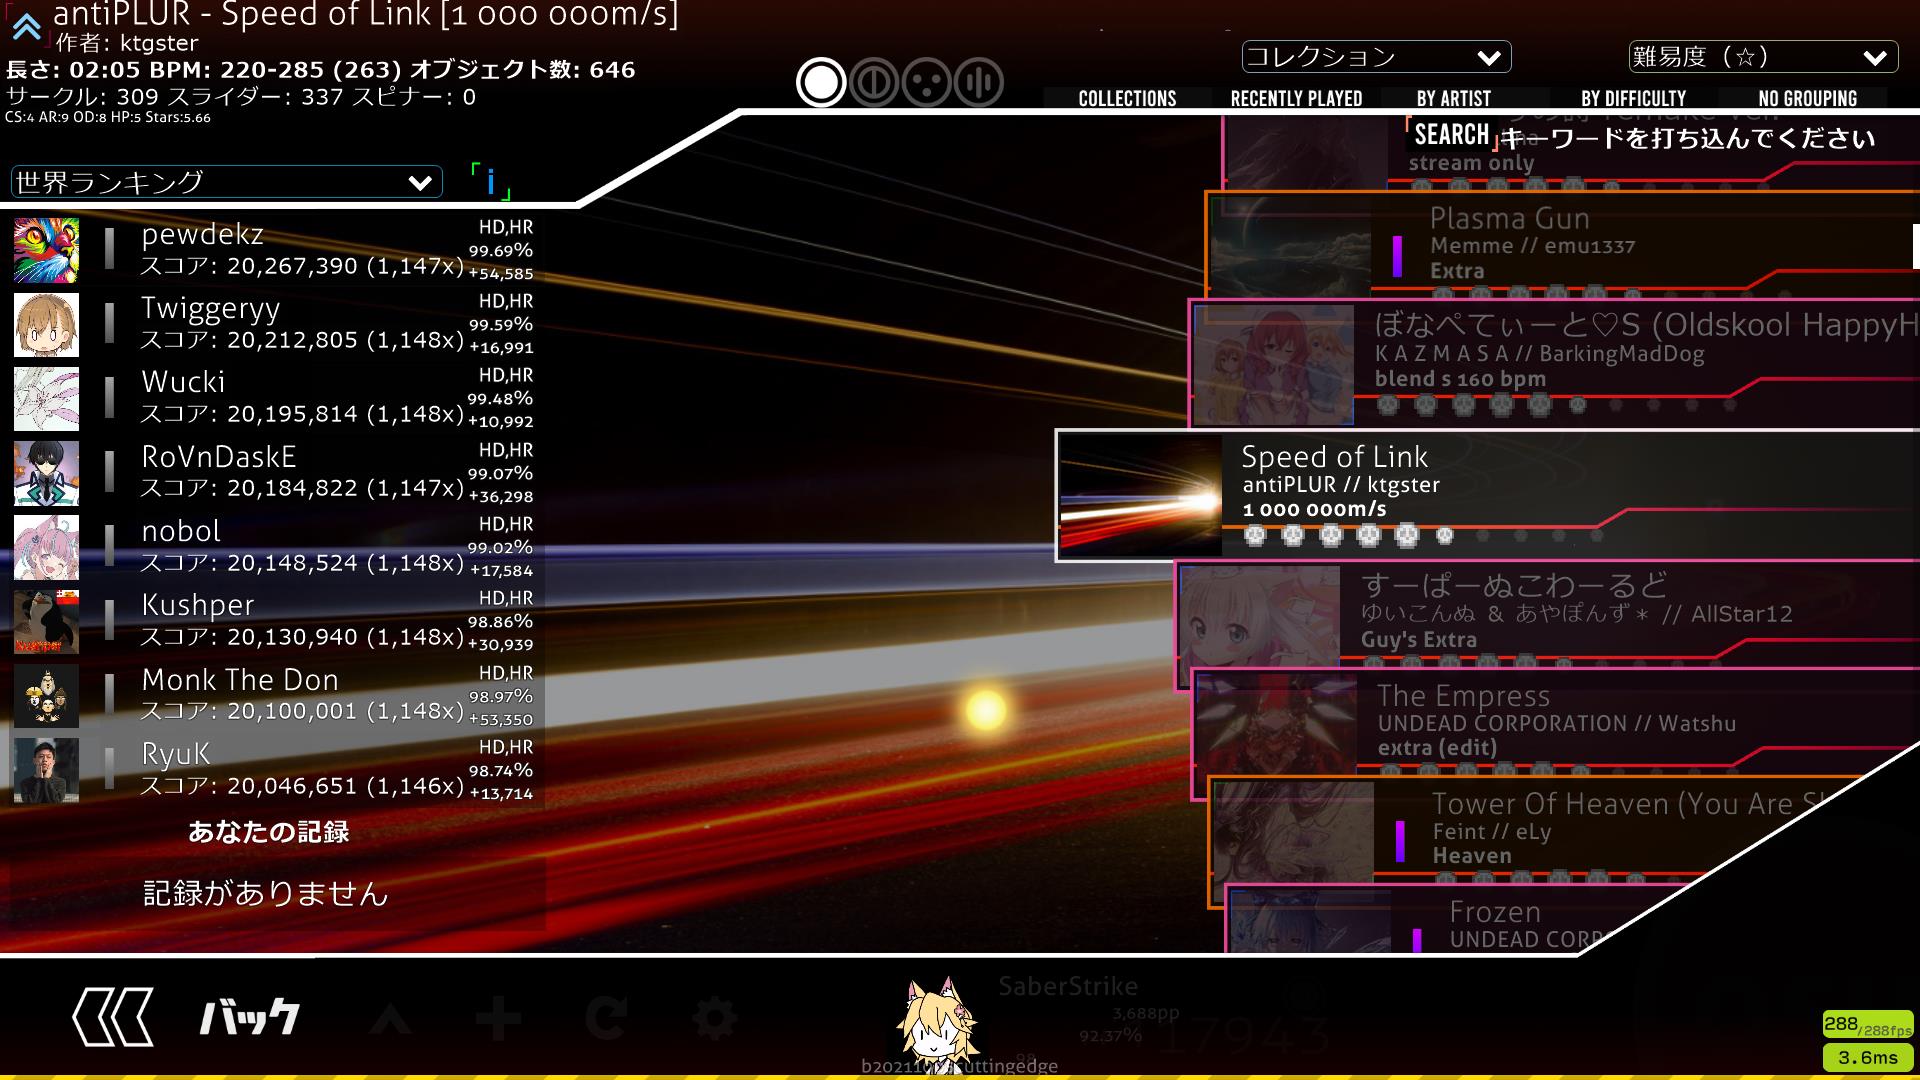 antiPLUR - Speed of Link [1 000 000m/s]
作者: ktgster
長さ: 02:05 BPM: 220-285 (263) オブジェクト数: 646
サークル: 309 スライダー: 337 スピナー: 0
CS:4 AR:9 OD:8 HP:5 Stars:5.66
コレクション
難易度（☆）
COLLECTIONS
RECENTLY PLAYED
BY ARTIST
BY DIFFICULTY
NO GROUPING
SEARCH
キーワードを打ち込んでください
世界ランキング
i
pewdekz
HD,HR
99.69%
スコア: 20,267,390 (1,147x)
+54,585
Twiggeryy
HD,HR
99.59%
スコア: 20,212,805 (1,148x)
+16,991
Wucki
HD,HR
99.48%
スコア: 20,195,814 (1,148x)
+10,992
RoVnDaskE
HD,HR
99.07%
スコア: 20,184,822 (1,147x)
+36,298
nobol
HD,HR
99.02%
スコア: 20,148,524 (1,148x)
+17,584
Kushper
HD,HR
98.86%
スコア: 20,130,940 (1,148x)
+30,939
Monk The Don
HD,HR
98.97%
スコア: 20,100,001 (1,148x)
+53,350
RyuK
HD,HR
98.74%
スコア: 20,046,651 (1,146x)
+13,714
あなたの記録
記録がありません
stream only
Plasma Gun
Memme // emu1337
Extra
ぼなぺてぃーと♡S (Oldskool HappyH
K A Z M A S A // BarkingMadDog
blend s 160 bpm
Speed of Link
antiPLUR // ktgster
1 000 000m/s
すーぱーぬこわーるど
ゆいこんぬ & あやぽんず＊ // AllStar12
Guy's Extra
The Empress
UNDEAD CORPORATION // Watshu
extra (edit)
Tower Of Heaven (You Are
Feint // eLy
Heaven
Frozen
UNDEAD CORP
バック
SaberStrike
3,688pp
92.37%
17943
98
288/288fps
3.6ms